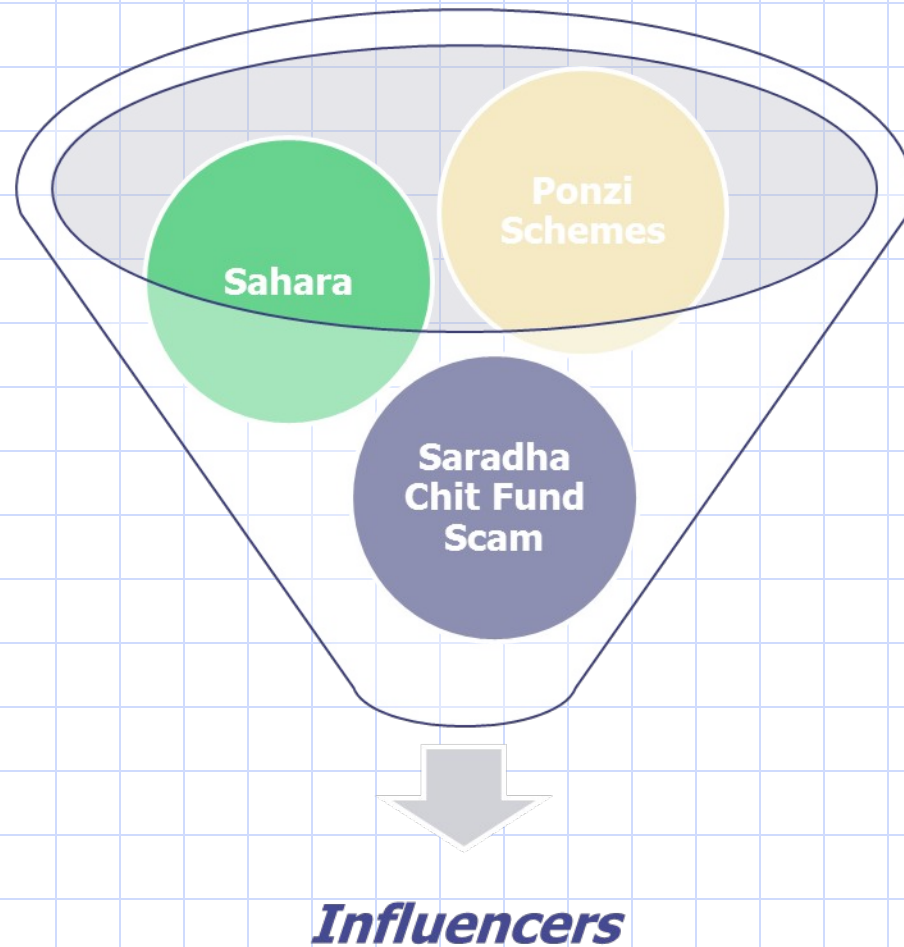 Ponzi
Schemes
Sahara
Saradha
Chit Fund
Scam
Influencers